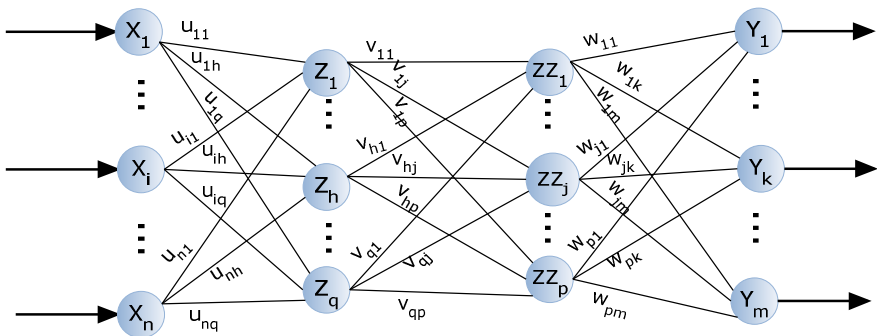 X1
u11
u1h
u1q
Z1
v11
v1j
v1p
ZZ1
w11
w1k
w1m
Y1
Xi
ui1
uih
uiq
Zh
vh1
vhj
vhp
ZZj
wj1
wjk
wjm
Yk
Xn
un1
unh
unq
Zq
vq1
vqj
vqp
ZZp
wp1
wpk
wpm
Ym